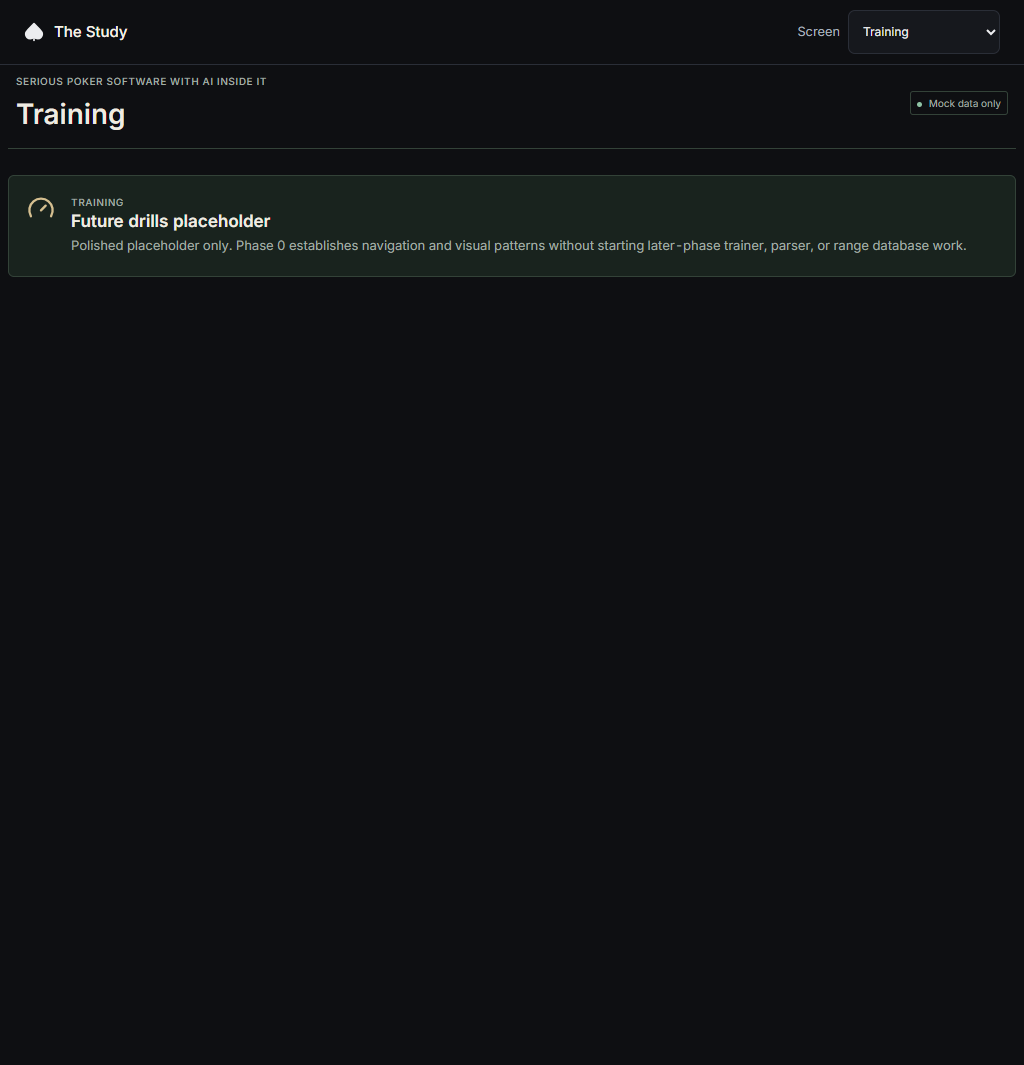 The Study
Screen
Training
SERIOUS POKER SOFTWARE WITH AI INSIDE IT
Training
Mock data only
TRAINING
Future drills placeholder
Polished placeholder only. Phase 0 establishes navigation and visual patterns without starting later-phase trainer, parser, or range database work.